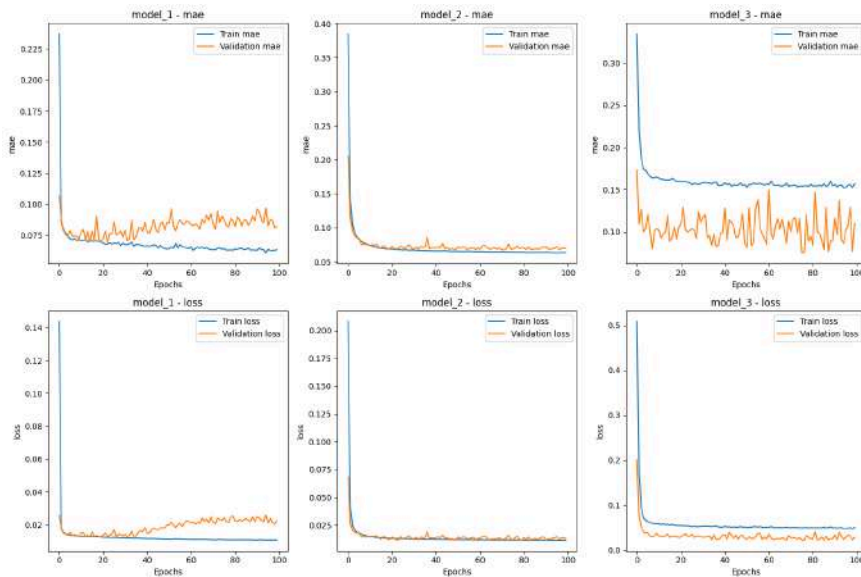 model_1 - mae
model_2 - mae
model_3 - mae
0.225
0.200
0.175
0.150
0.125
0.100
0.075
mae
0 20 40 60 80 100
Epochs
Train mae
Validation mae
0.40
0.35
0.30
0.25
0.20
0.15
0.10
0.05
mae
0 20 40 60 80 100
Epochs
Train mae
Validation mae
0.30
0.25
0.20
0.15
0.10
mae
0 20 40 60 80 100
Epochs
Train mae
Validation mae
model_1 - loss
model_2 - loss
model_3 - loss
0.14
0.12
0.10
0.08
0.06
0.04
0.02
loss
0 20 40 60 80 100
Epochs
Train loss
Validation loss
0.200
0.175
0.150
0.125
0.100
0.075
0.050
0.025
loss
0 20 40 60 80 100
Epochs
Train loss
Validation loss
0.5
0.4
0.3
0.2
0.1
0.0
loss
0 20 40 60 80 100
Epochs
Train loss
Validation loss